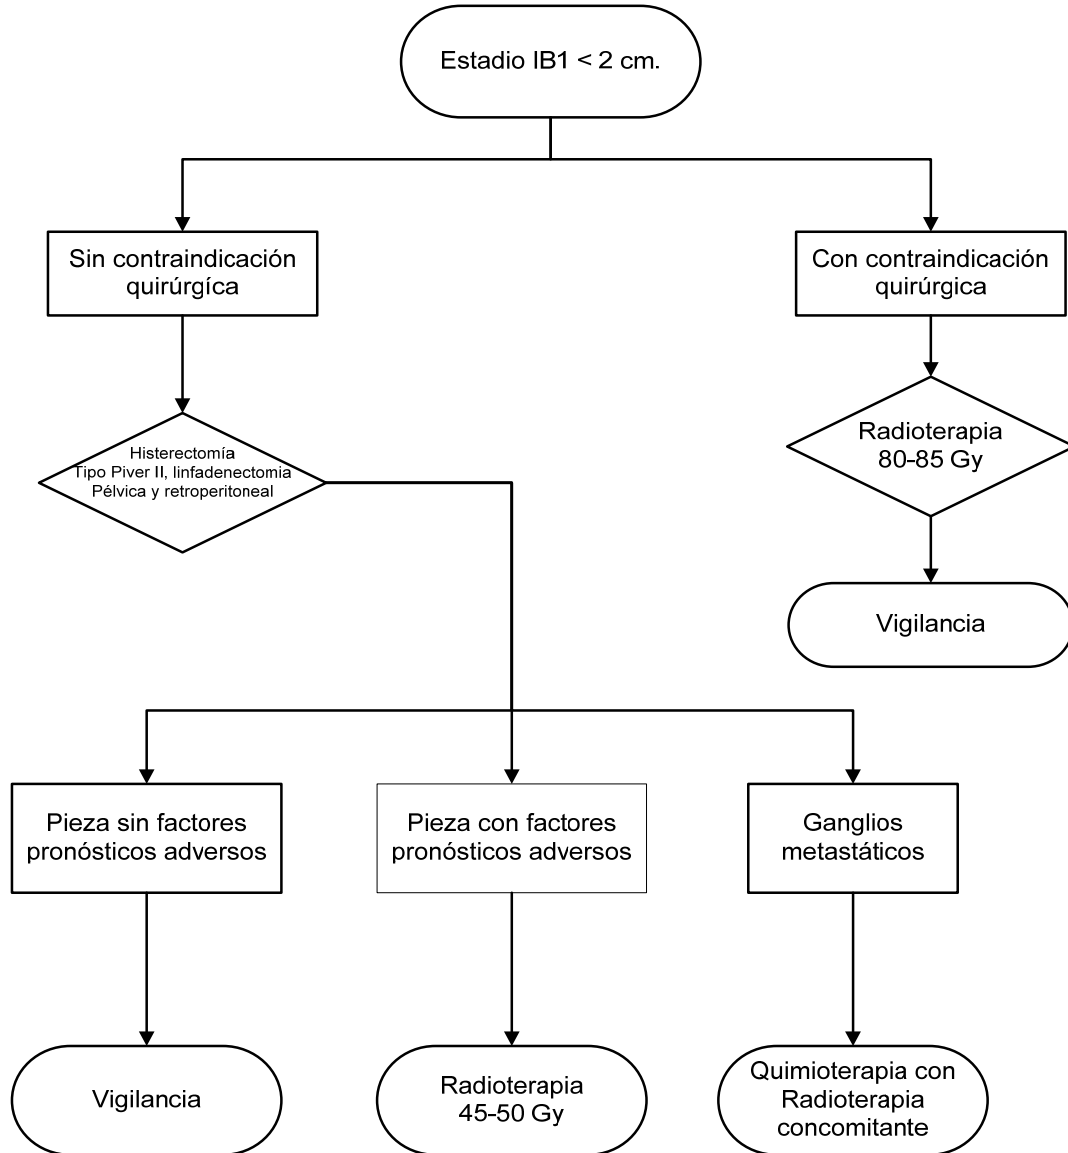 Estadio IB1 < 2 cm.
Sin contraindicación
quirúrgíca
Con contraindicación
quirúrgica
Histerectomía
Tipo Piver II, linfadenectomia
Pélvica y retroperitoneal
Radioterapia
80-85 Gy
Vigilancia
Pieza sin factores
pronósticos adversos
Pieza con factores
pronósticos adversos
Ganglios
metastáticos
Vigilancia
Radioterapia
45-50 Gy
Quimioterapia con
Radioterapia
concomitante